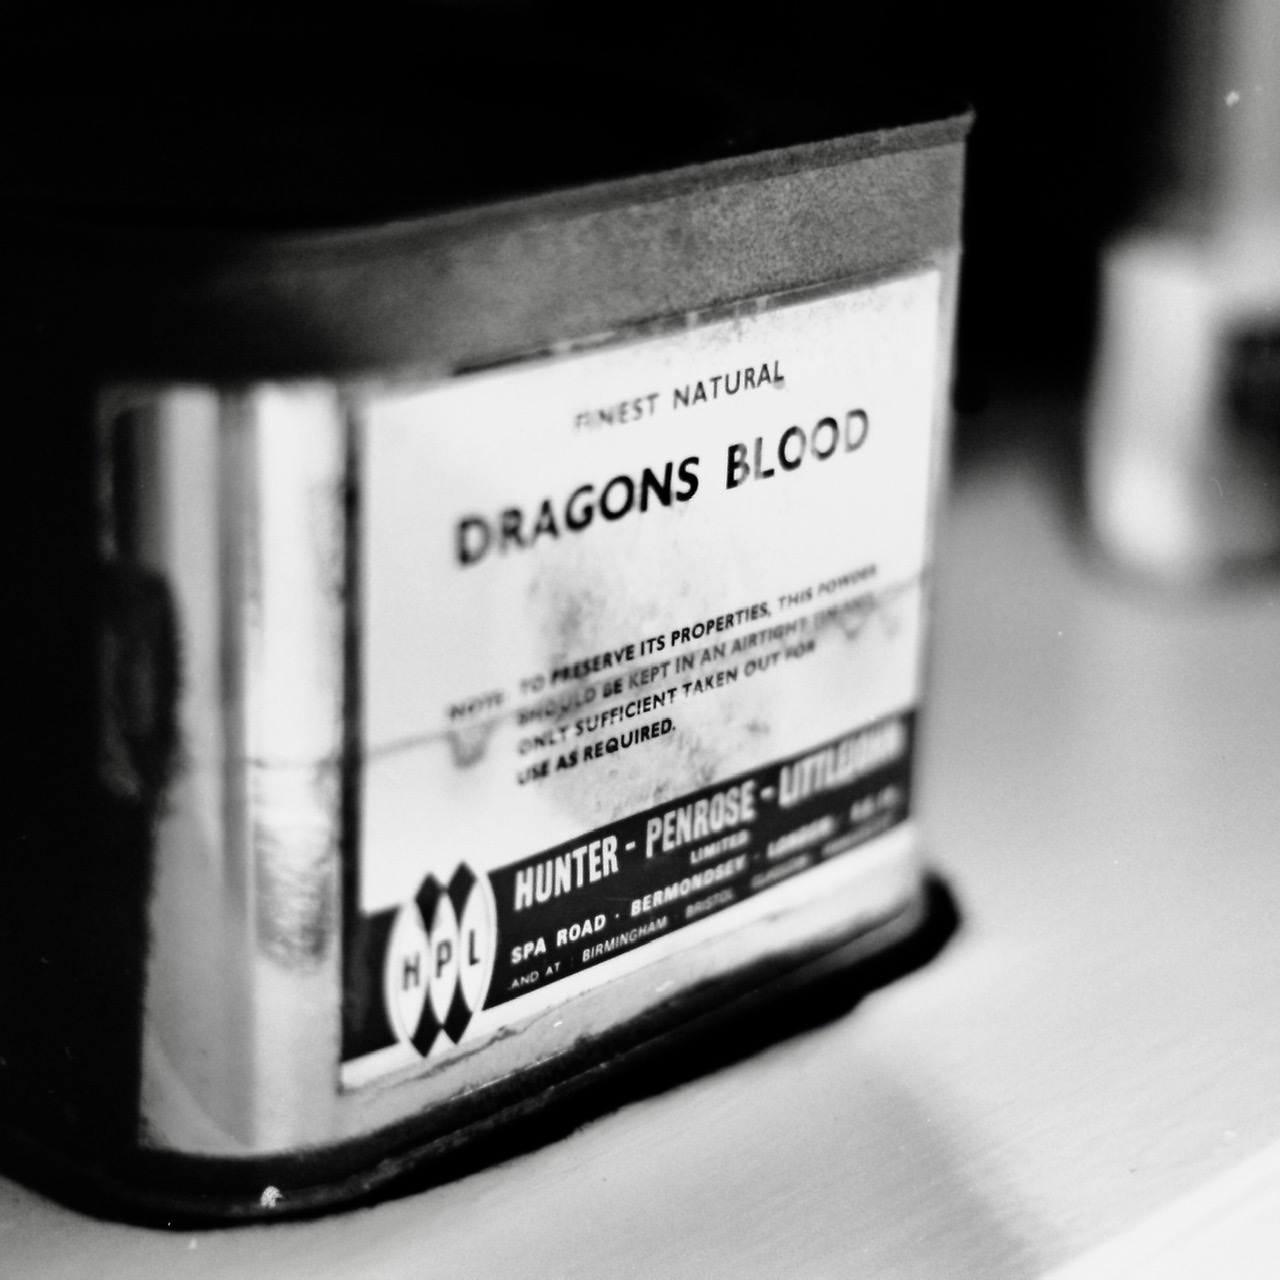 FINEST NATURAL
DRAGONS BLOOD
NOTE TO PRESERVE ITS PROPERTIES, THIS POWDER
SHOULD BE KEPT IN AN AIRTIGHT TIN AND
ONLY SUFFICIENT TAKEN OUT FOR
USE AS REQUIRED.
HUNTER - PENROSE - LITTLEJOHN
LIMITED
SPA ROAD · BERMONDSEY · LONDON
AND AT : BIRMINGHAM · BRISTOL
HPL